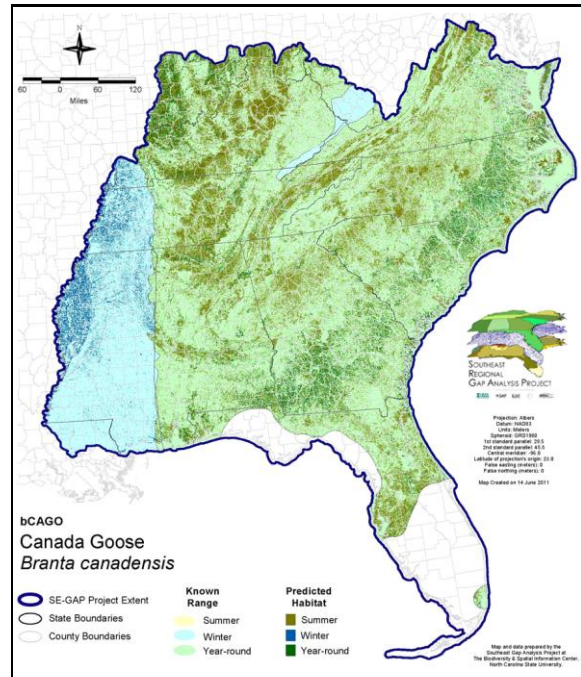 N
60 0 60 120
Miles
SOUTHEAST
REGIONAL
GAP ANALYSIS PROJECT
Projection: Albers
Datum: NAD83
Units: Meters
Spheroid: GRS1980
1st standard parallel: 29.5
2nd standard parallel: 45.5
Central meridian: -96.0
Latitude of projection's origin: 23.0
False easting (meters): 0
False northing (meters): 0
Map Created on 14 June 2011
bCAGO
Canada Goose
Branta canadensis
SE-GAP Project Extent
State Boundaries
County Boundaries
Known
Range
Summer
Winter
Year-round
Predicted
Habitat
Summer
Winter
Year-round
Map and data prepared by the
Southeast Gap Analysis Project at
The Biodiversity & Spatial Information Center,
North Carolina State University.